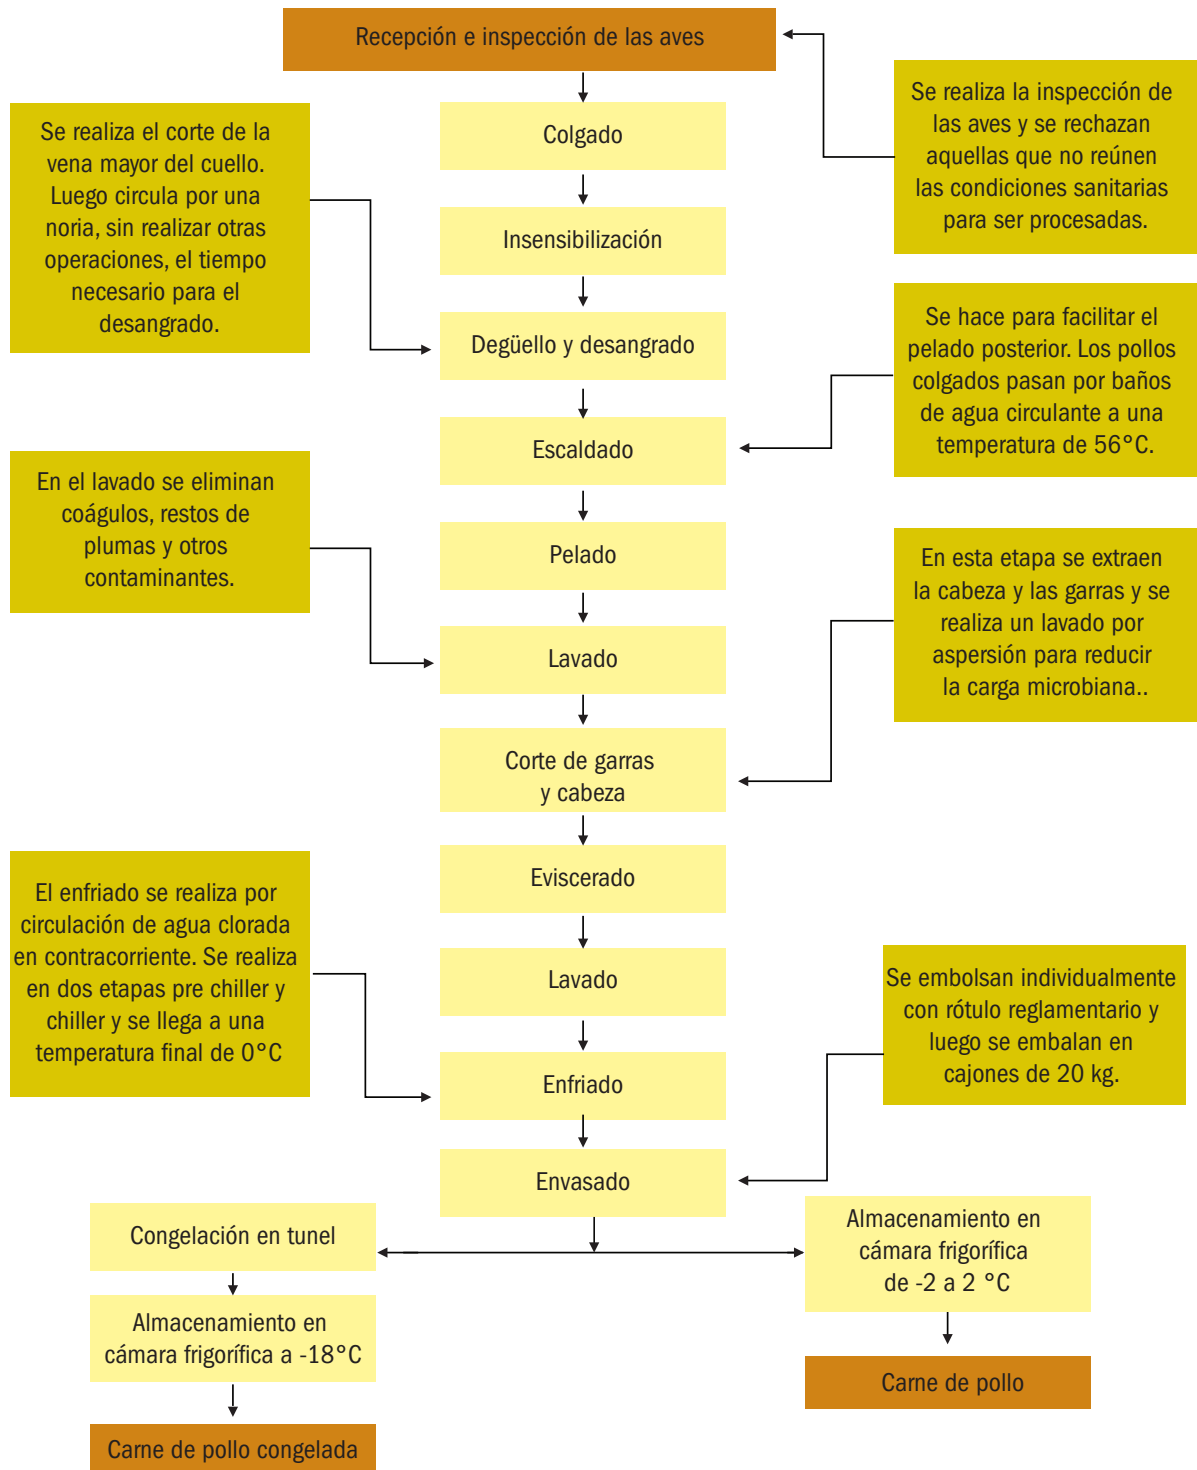 Recepción e inspección de las aves
Se realiza la inspección de
las aves y se rechazan
aquellas que no reúnen
las condiciones sanitarias
para ser procesadas.
Colgado
Insensibilización
Se realiza el corte de la
vena mayor del cuello.
Luego circula por una
noria, sin realizar otras
operaciones, el tiempo
necesario para el
desangrado.
Degüello y desangrado
Se hace para facilitar el
pelado posterior. Los pollos
colgados pasan por baños
de agua circulante a una
temperatura de 56°C.
Escaldado
Pelado
En el lavado se eliminan
coágulos, restos de
plumas y otros
contaminantes.
Lavado
En esta etapa se extraen
la cabeza y las garras y se
realiza un lavado por
aspersión para reducir
la carga microbiana..
Corte de garras
y cabeza
Eviscerado
Lavado
El enfriado se realiza por
circulación de agua clorada
en contracorriente. Se realiza
en dos etapas pre chiller y
chiller y se llega a una
temperatura final de 0°C
Enfriado
Se embolsan individualmente
con rótulo reglamentario y
luego se embalan en
cajones de 20 kg.
Envasado
Congelación en tunel
Almacenamiento en
cámara frigorífica a -18°C
Carne de pollo congelada
Almacenamiento en
cámara frigorífica
de -2 a 2 °C
Carne de pollo